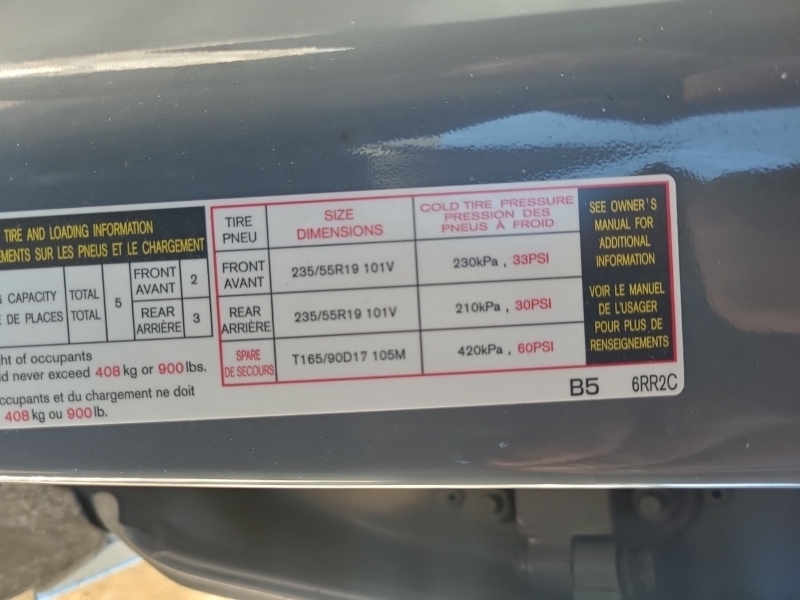 TIRE AND LOADING INFORMATION
SUR LES PNEUS ET LE CHARGEMENT
CAPACITY
DE PLACES
TOTAL
TOTAL
5
FRONT
AVANT
2
REAR
ARRIÈRE
3
of occupants
never exceed 408 kg or 900 lbs.
et du chargement ne doit
408 kg ou 900 lb.
TIRE
PNEU
SIZE
DIMENSIONS
COLD TIRE PRESSURE
PRESSION DES
PNEUS À FROID
FRONT
AVANT
235/55R19 101V
230kPa , 33PSI
REAR
ARRIÈRE
235/55R19 101V
210kPa , 30PSI
SPARE
DE SECOURS
T165/90D17 105M
420kPa , 60PSI
SEE OWNER'S
MANUAL FOR
ADDITIONAL
INFORMATION
VOIR LE MANUEL
DE L'USAGER
POUR PLUS DE
RENSEIGNEMENTS
B5 6RR2C